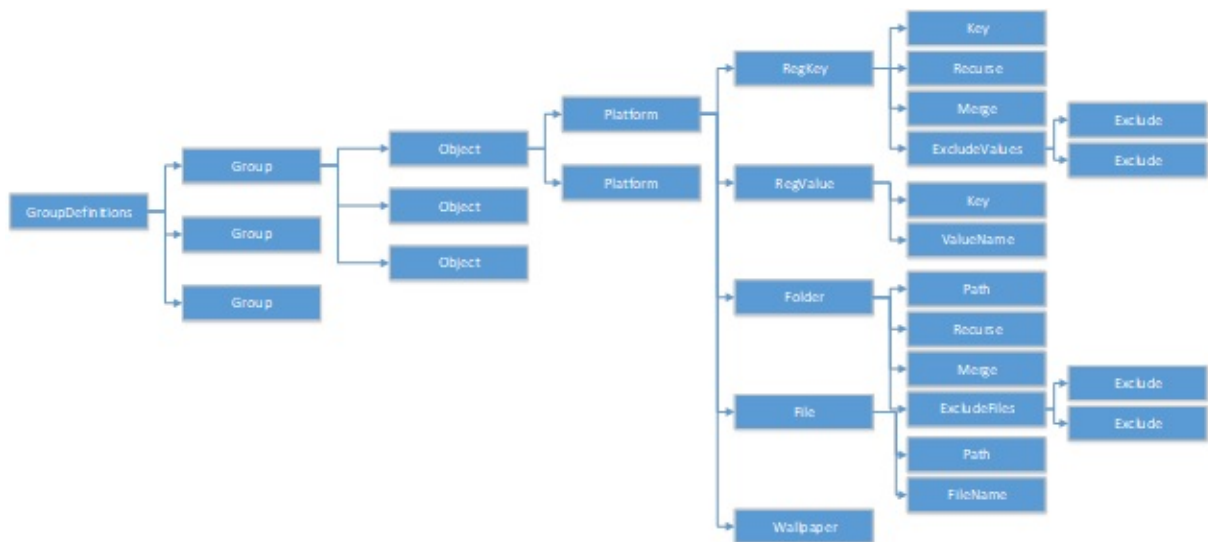 GroupDefinitions
Group
Group
Group
Object
Object
Object
Platform
Platform
RegKey
RegValue
Folder
File
Wallpaper
Key
Recurse
Merge
ExcludeValues
Key
ValueName
Path
Recurse
Merge
ExcludeFiles
Path
FileName
Exclude
Exclude
Exclude
Exclude